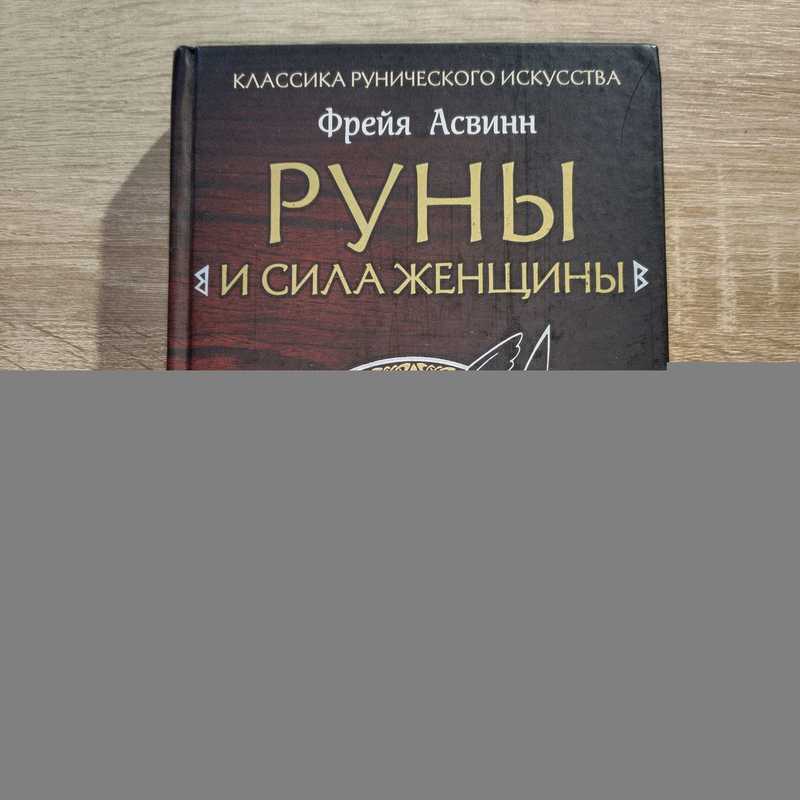 КЛАССИКА РУНИЧЕСКОГО ИСКУССТВА
Фрейя Асвинн
РУНЫ
И СИЛА ЖЕНЩИНЫ